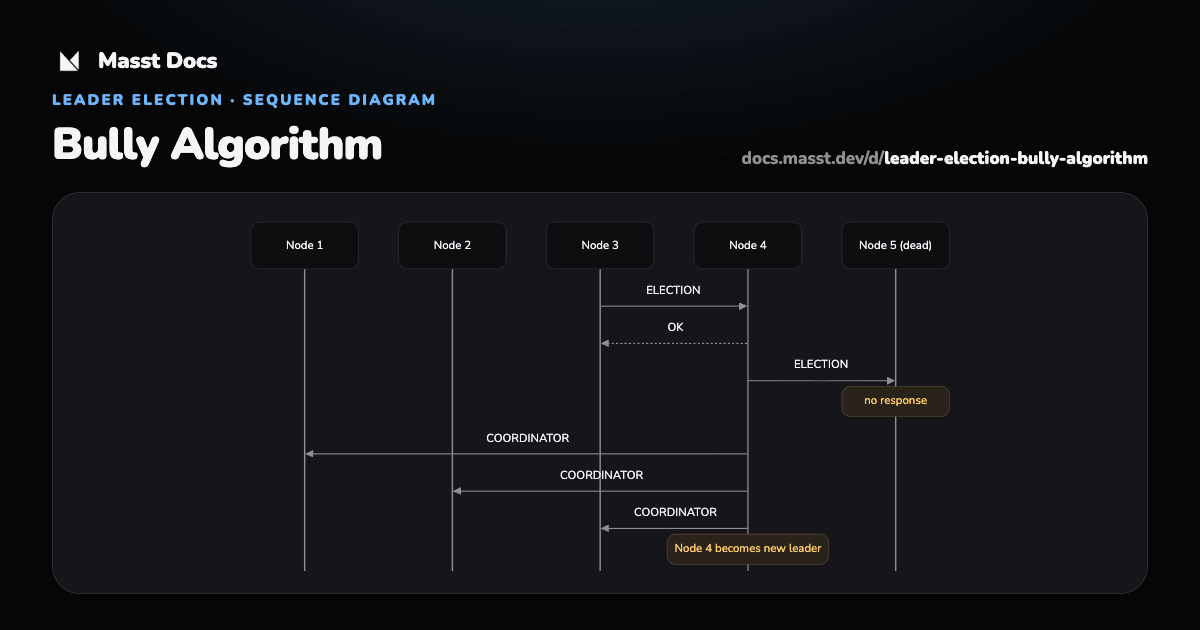 Masst Docs
LEADER ELECTION · SEQUENCE DIAGRAM
Bully Algorithm
docs.masst.dev/d/leader-election-bully-algorithm
Node 1
Node 2
Node 3
Node 4
Node 5 (dead)
ELECTION
OK
ELECTION
no response
COORDINATOR
COORDINATOR
COORDINATOR
Node 4 becomes new leader